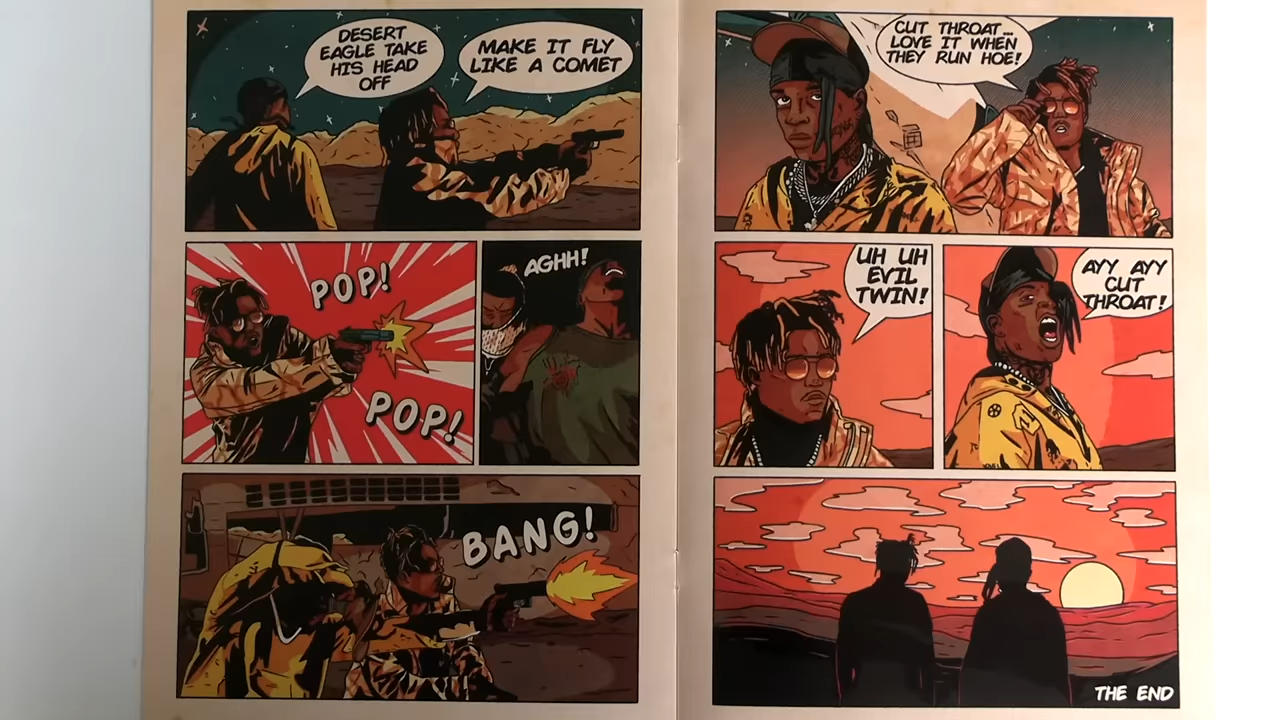 DESERT
EAGLE TAKE
HIS HEAD
OFF
MAKE IT FLY
LIKE A COMET
POP!
POP!
AGHH!
BANG!
CUT THROAT...
LOVE IT WHEN
THEY RUN HOE!
UH UH
EVIL
TWIN!
AYY AYY
CUT
THROAT!
THE END